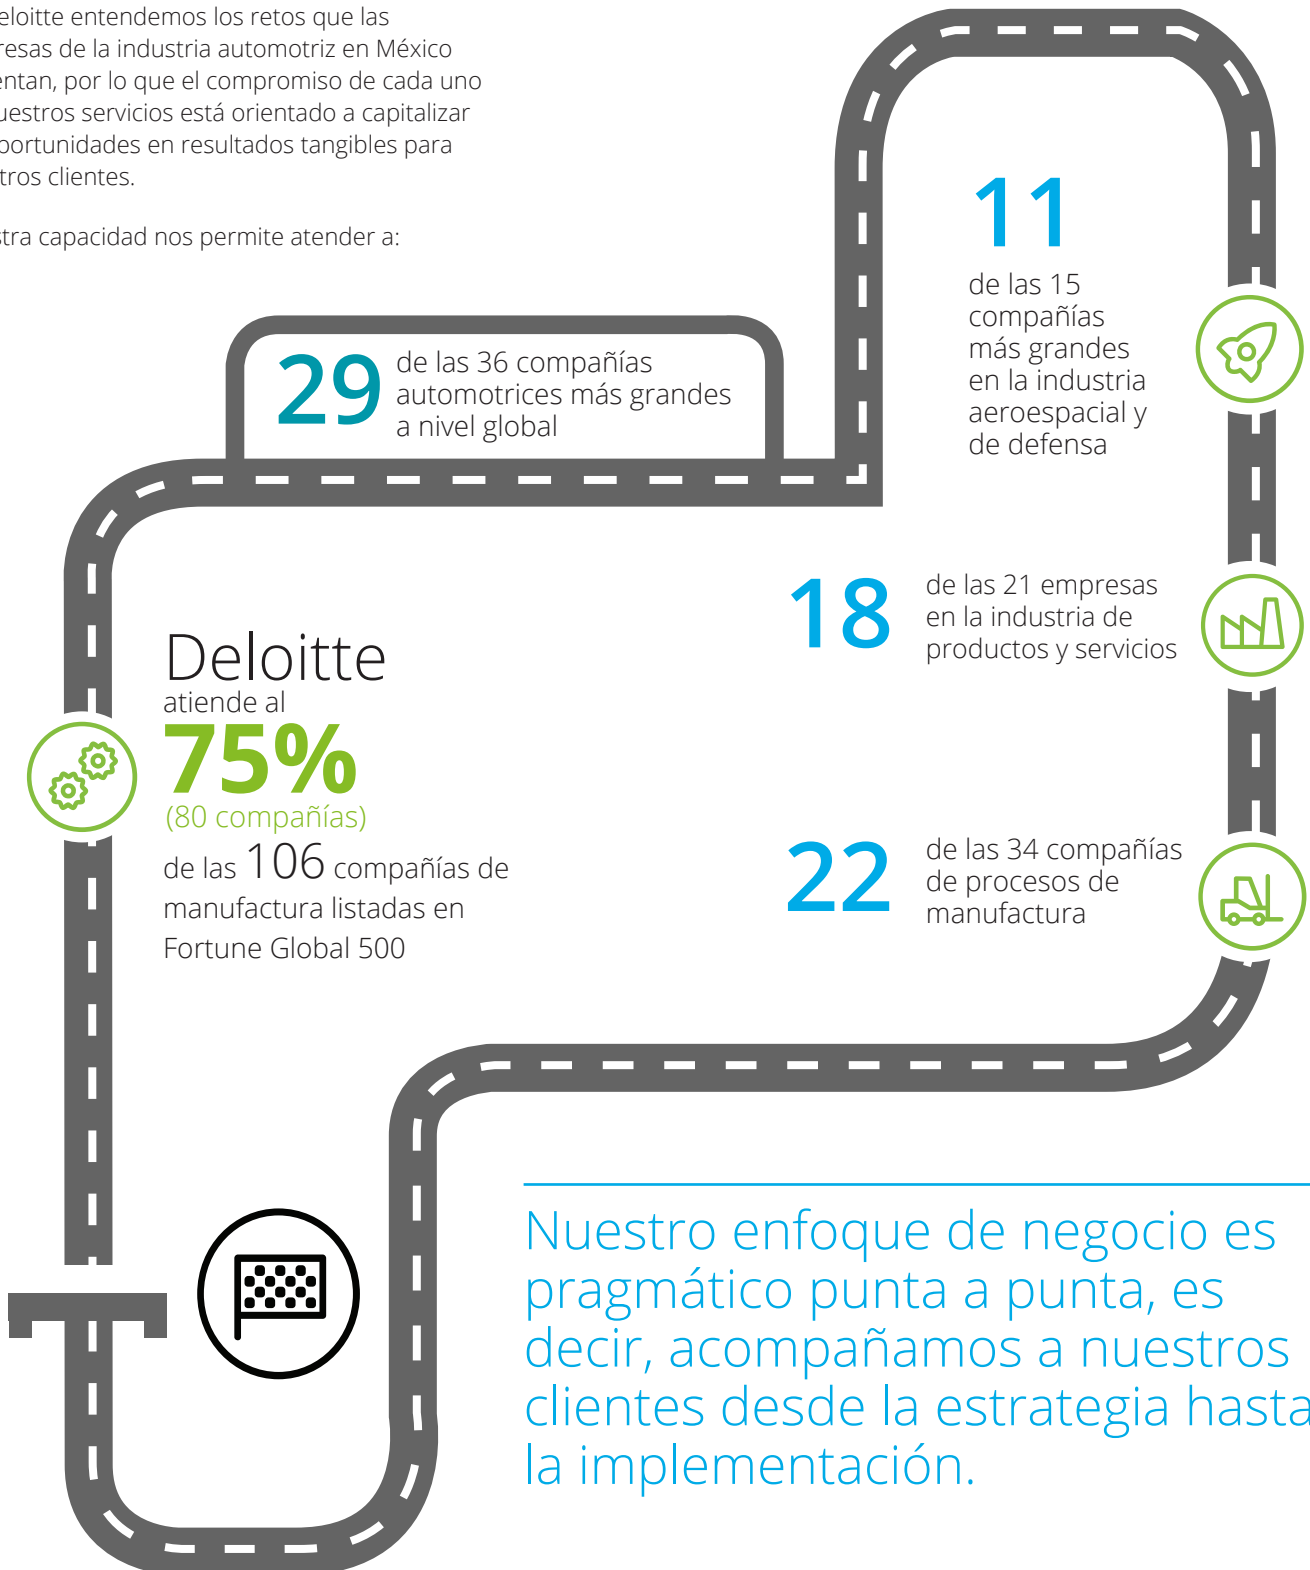 eloitte entendemos los retos que las
resas de la industria automotriz en México
entan, por lo que el compromiso de cada uno
uestros servicios está orientado a capitalizar
portunidades en resultados tangibles para
tros clientes.
stra capacidad nos permite atender a:
11
de las 15
compañías
más grandes
en la industria
aeroespacial y
de defensa
29
de las 36 compañías
automotrices más grandes
a nivel global
18
de las 21 empresas
en la industria de
productos y servicios
Deloitte
atiende al
75%
(80 compañías)
de las 106 compañías de
manufactura listadas en
Fortune Global 500
22
de las 34 compañías
de procesos de
manufactura
Nuestro enfoque de negocio es
pragmático punta a punta, es
decir, acompañamos a nuestros
clientes desde la estrategia hasta
la implementación.